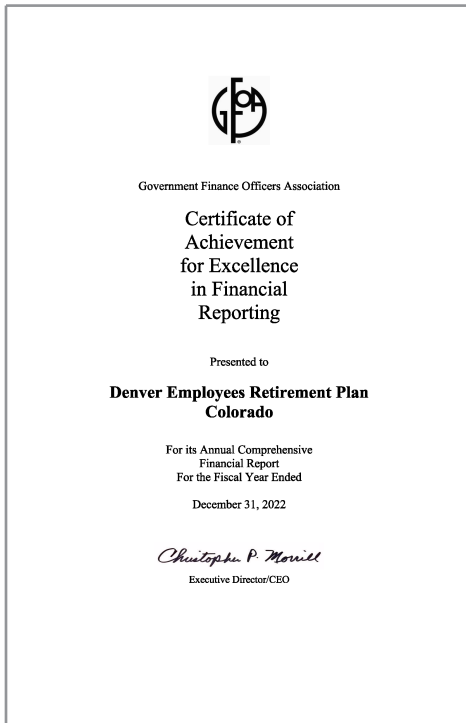 GFOA
Government Finance Officers Association
Certificate of
Achievement
for Excellence
in Financial
Reporting
Presented to
Denver Employees Retirement Plan
Colorado
For its Annual Comprehensive
Financial Report
For the Fiscal Year Ended
December 31, 2022
Christopher P. Morrill
Executive Director/CEO